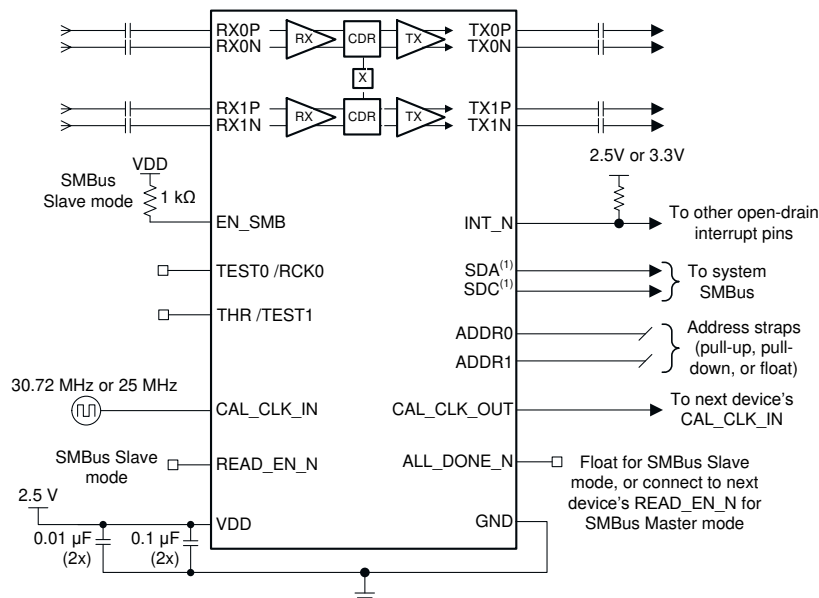 RX0P
RX0N
RX
CDR
TX
TX0P
TX0N
X
RX1P
RX1N
RX
CDR
TX
TX1P
TX1N
VDD
SMBus
Slave mode
1 kΩ
EN_SMB
2.5V or 3.3V
INT_N
To other open-drain
interrupt pins
TEST0 /RCK0
SDA(1)
SDC(1)
To system
SMBus
THR /TEST1
ADDR0
ADDR1
Address straps
(pull-up, pull-
down, or float)
30.72 MHz or 25 MHz
CAL_CLK_IN
CAL_CLK_OUT
To next device's
CAL_CLK_IN
SMBus Slave
mode
READ_EN_N
ALL_DONE_N
Float for SMBus Slave
mode, or connect to next
device's READ_EN_N for
SMBus Master mode
2.5 V
VDD
GND
0.01 µF
(2x)
0.1 µF
(2x)